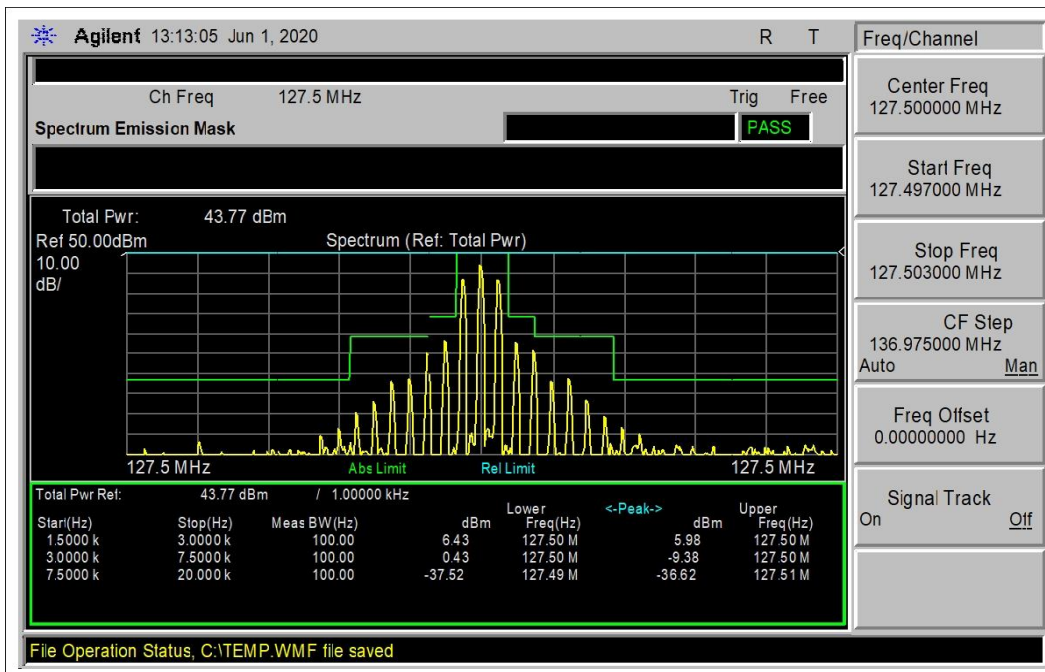 Agilent 13:13:05 Jun 1, 2020 R T
Freq/Channel
Ch Freq 127.5 MHz Trig Free
Spectrum Emission Mask PASS
Center Freq
127.500000 MHz
Start Freq
127.497000 MHz
Stop Freq
127.503000 MHz
CF Step
136.975000 MHz
Auto Man
Freq Offset
0.00000000 Hz
Signal Track
On Off
Total Pwr: 43.77 dBm
Ref 50.00dBm Spectrum (Ref: Total Pwr)
10.00
dB/
127.5 MHz Abs Limit Rel Limit 127.5 MHz
Total Pwr Ref: 43.77 dBm / 1.00000 kHz
Lower <-Peak-> Upper
Start(Hz) Stop(Hz) Meas BW(Hz) dBm Freq(Hz) dBm Freq(Hz)
1.5000 k 3.0000 k 100.00 6.43 127.50 M 5.98 127.50 M
3.0000 k 7.5000 k 100.00 0.43 127.50 M -9.38 127.50 M
7.5000 k 20.000 k 100.00 -37.52 127.49 M -36.62 127.51 M
File Operation Status, C:\TEMP.WMF file saved